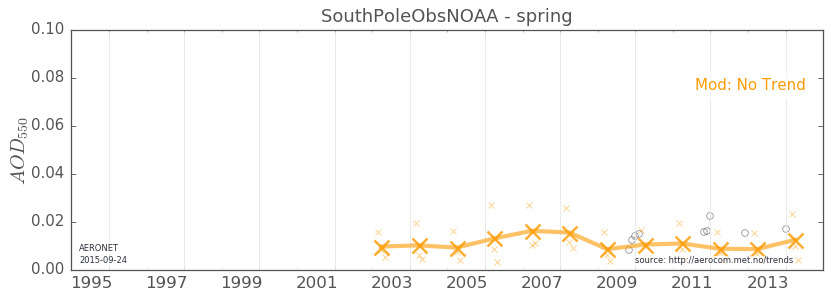 SouthPoleObsNOAA - spring
0.10
0.08
0.06
0.04
0.02
0.00
AOD550
Mod: No Trend
AERONET
2015-09-24
source: http://aerocom.met.no/trends
1995 1997 1999 2001 2003 2005 2007 2009 2011 2013